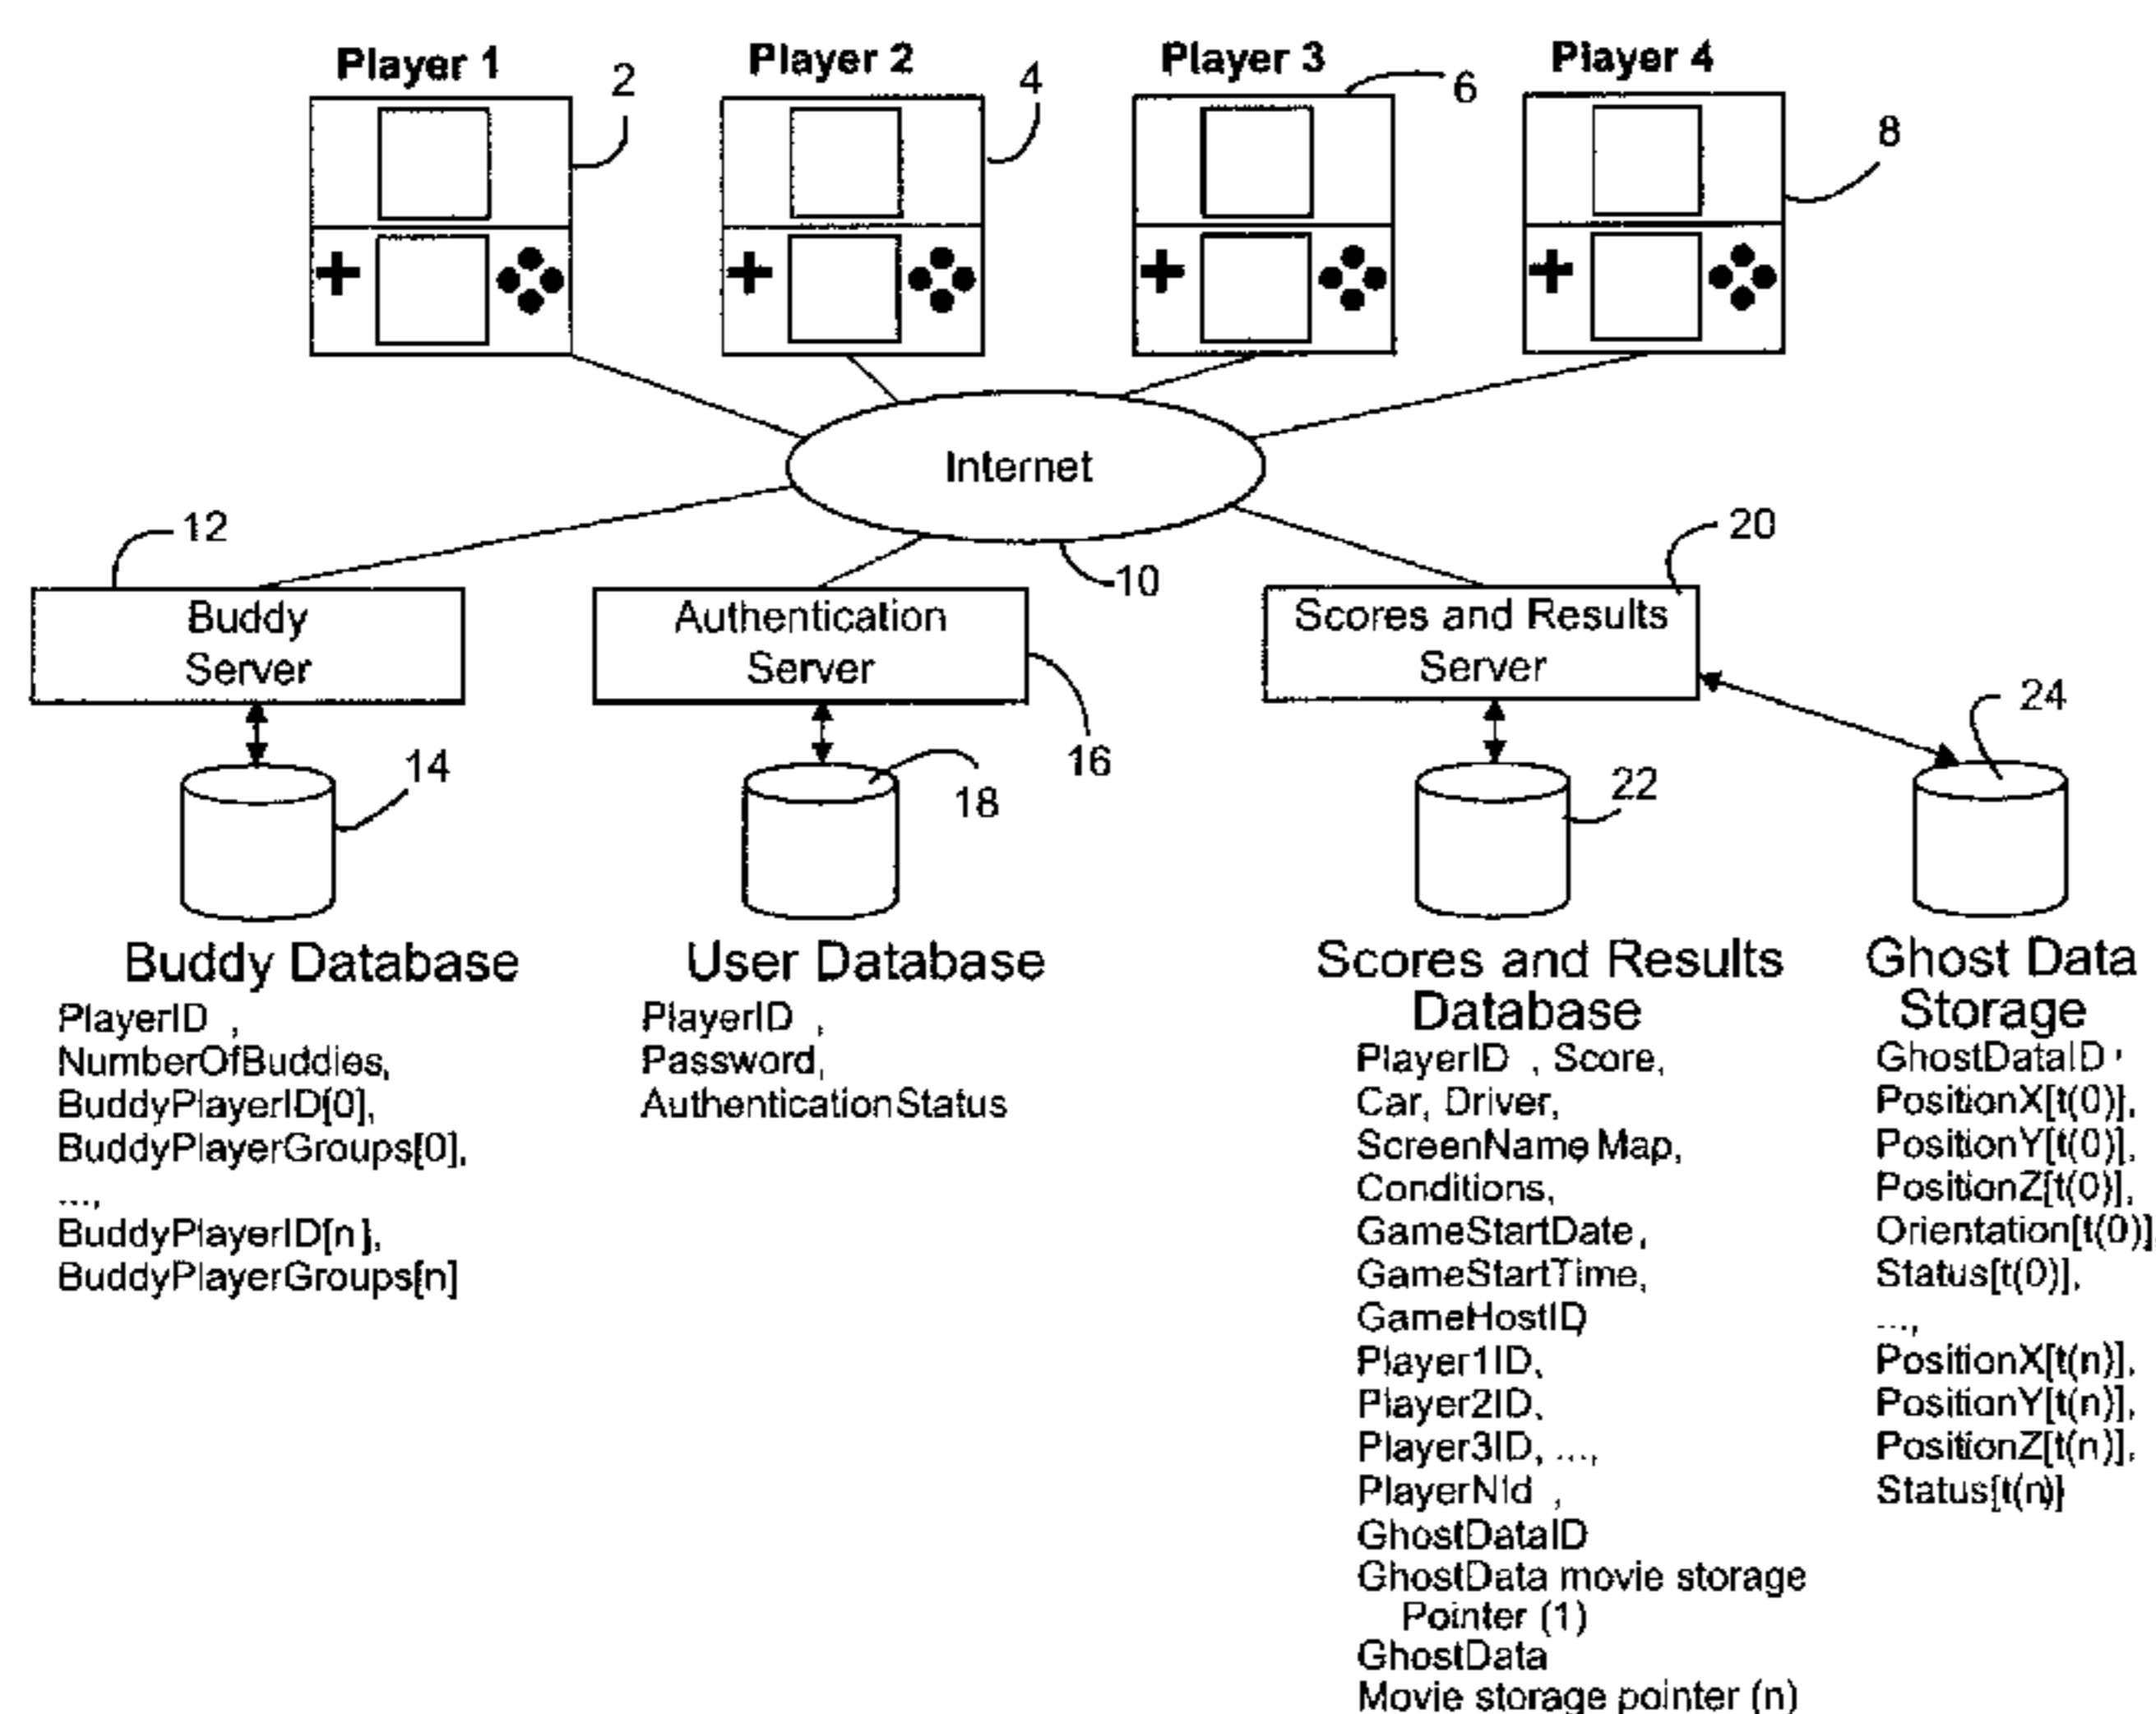 Player 1
Player 2
Player 3
Player 4
2
4
6
8
Internet
10
12
20
Buddy
Server
Authentication
Server
Scores and Results
Server
14
16
18
22
24
Buddy Database
PlayerID ,
NumberOfBuddies,
BuddyPlayerID[0],
BuddyPlayerGroups[0],
...,
BuddyPlayerID[n],
BuddyPlayerGroups[n]
User Database
PlayerID ,
Password,
AuthenticationStatus
Scores and Results
Database
PlayerID , Score,
Car, Driver,
ScreenName Map,
Conditions,
GameStartDate,
GameStartTime,
GameHostID
Player1ID,
Player2ID,
Player3ID, ...,
PlayerNId ,
GhostDataID
GhostData movie storage
Pointer (1)
GhostData
Movie storage pointer (n)
Ghost Data
Storage
GhostDataID ,
PositionX[t(0)],
PositionY[t(0)],
PositionZ[t(0)],
Orientation[t(0)]
Status[t(0)],
...,
PositionX[t(n)],
PositionY[t(n)],
PositionZ[t(n)],
Status[t(n)]